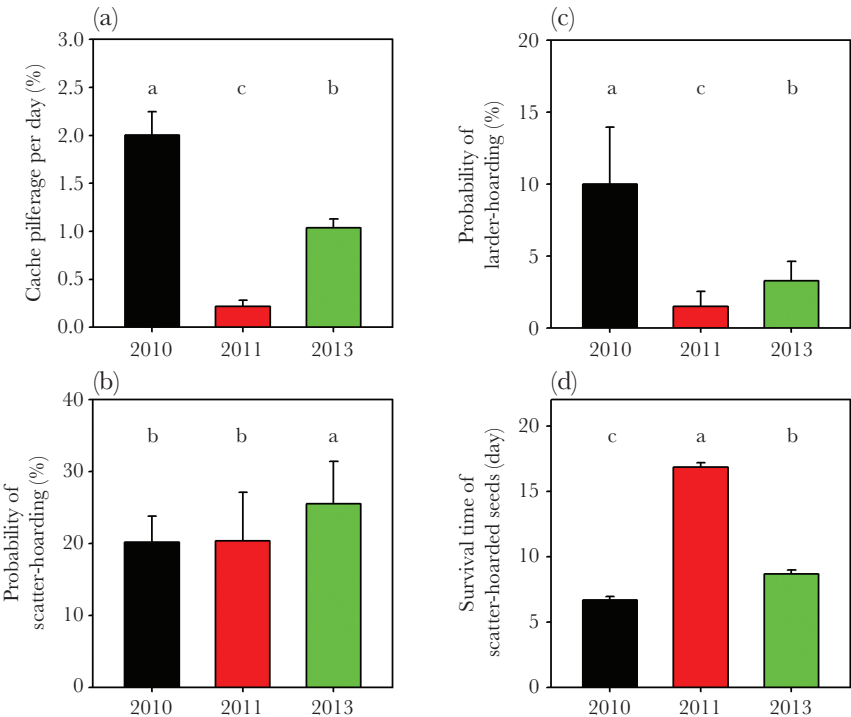 (a)
Cache pilferage per day (%)
3.0
2.5
2.0
1.5
1.0
0.5
0.0
a
c
b
2010
2011
2013
(c)
Probability of
larder-hoarding (%)
20
15
10
5
0
a
c
b
2010
2011
2013
(b)
Probability of
scatter-hoarding (%)
40
30
20
10
0
b
b
a
2010
2011
2013
(d)
Survival time of
scatter-hoarded seeds (day)
20
15
10
5
0
c
a
b
2010
2011
2013